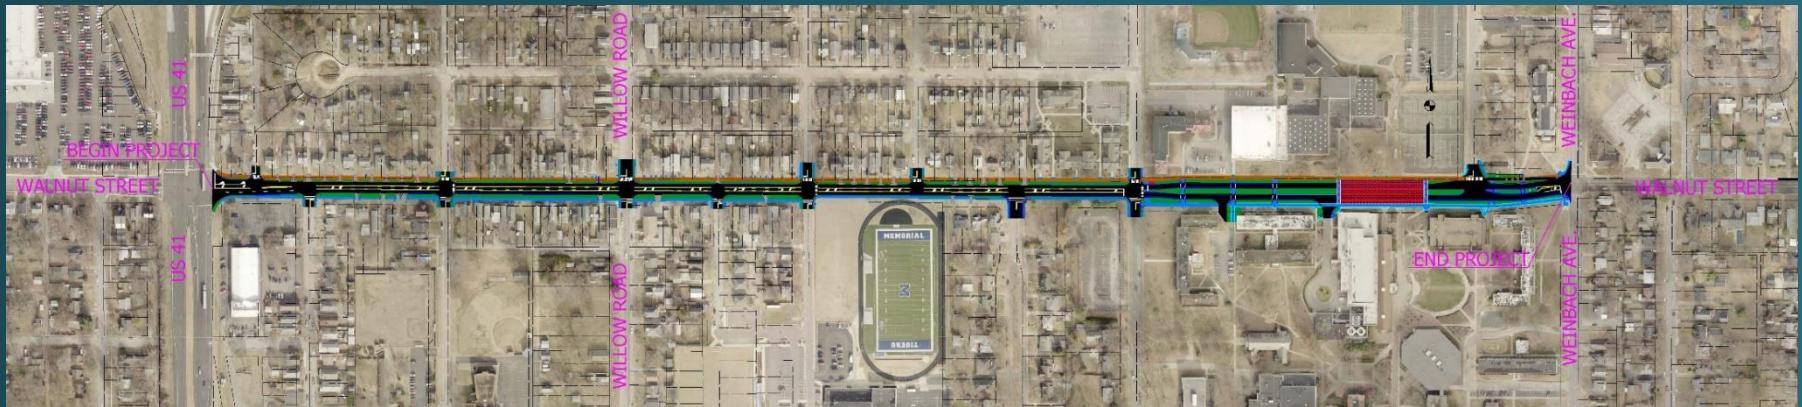 US 41
WILLOW ROAD
WEINBACH AVE.
BEGIN PROJECT
WALNUT STREET
WALNUT STREET
MEMORIAL
M
TIGERS
US 41
WILLOW ROAD
END PROJECT
WEINBACH AVE.